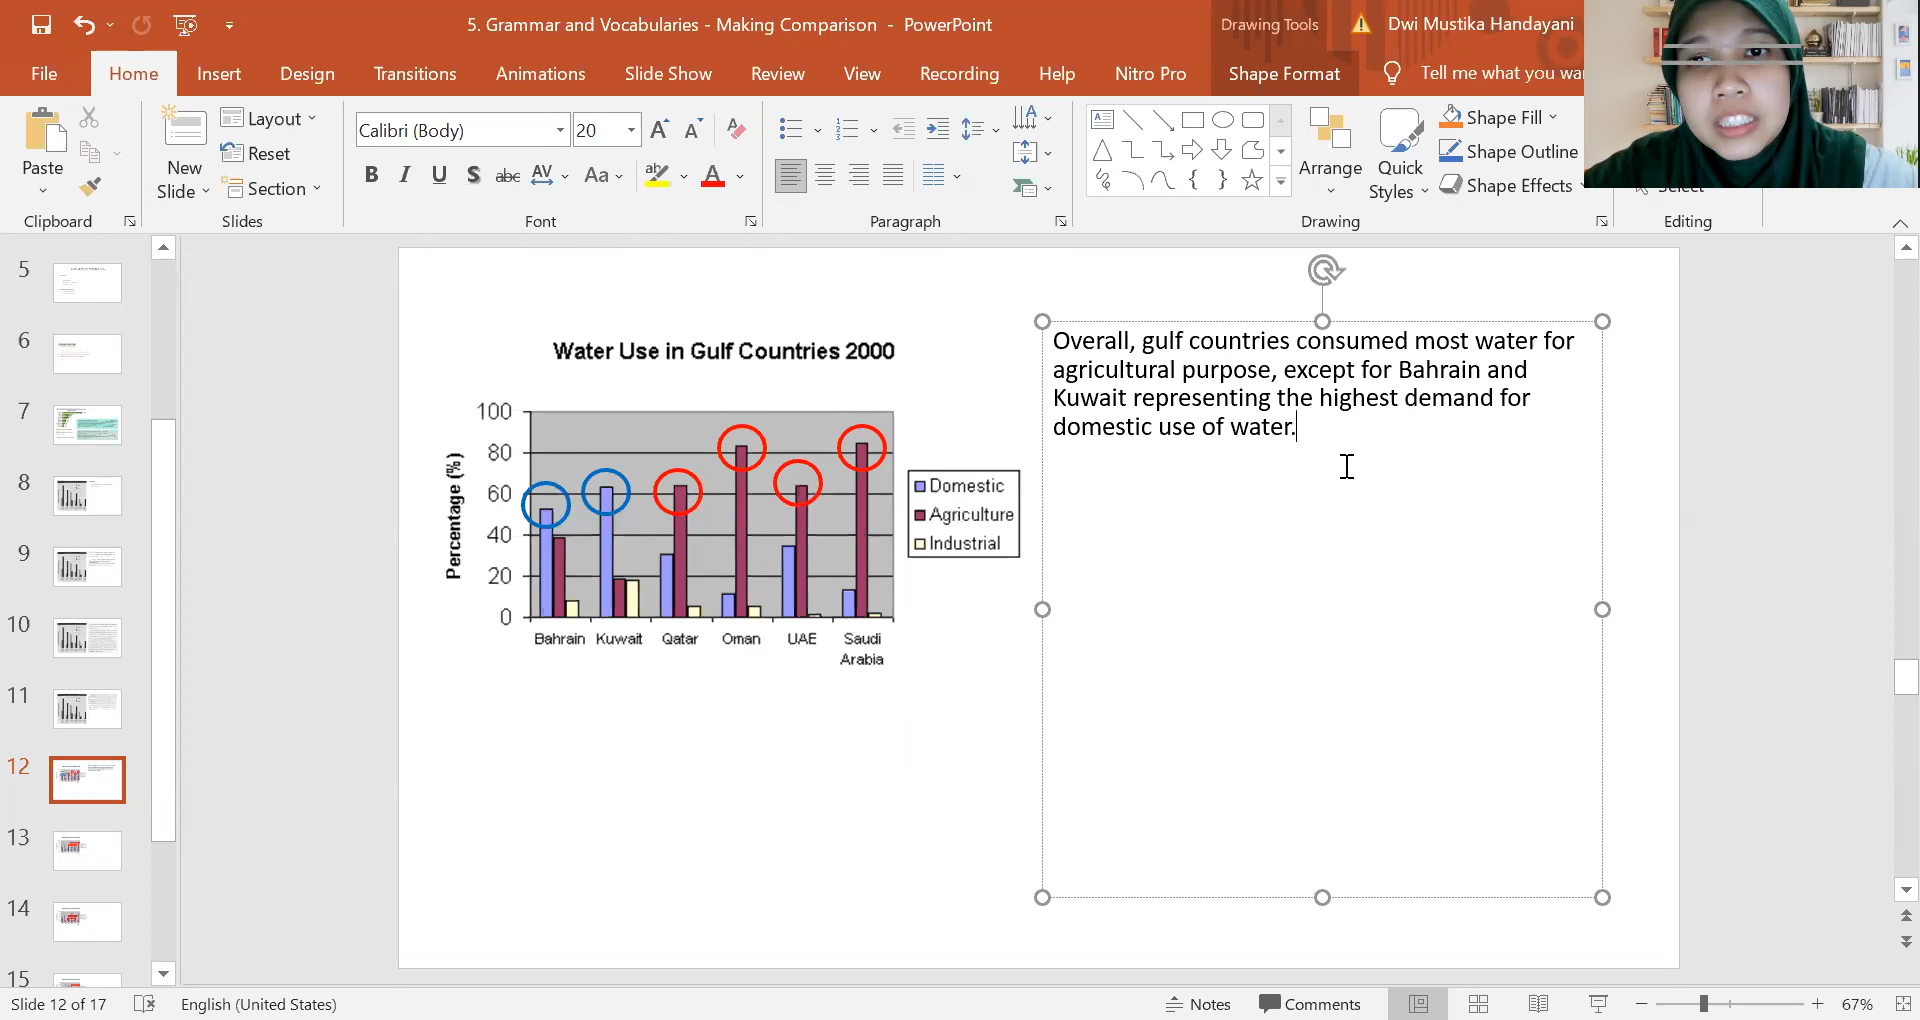 5. Grammar and Vocabularies - Making Comparison - PowerPoint
Drawing Tools
Dwi Mustika Handayani
File Home Insert Design Transitions Animations Slide Show Review View Recording Help Nitro Pro Shape Format Tell me what you wa
Paste
Clipboard
New
Slide
Layout
Reset
Section
Slides
Calibri (Body) 20
B I U S abc AV Aa A
Font
Paragraph
Arrange
Quick
Styles
Shape Fill
Shape Outline
Shape Effects
Drawing
Select
Editing
5
6
7
8
9
10
11
12
13
14
15
Water Use in Gulf Countries 2000
Percentage (%)
100
80
60
40
20
0
Bahrain Kuwait Qatar Oman UAE Saudi
Arabia
Domestic
Agriculture
Industrial
Overall, gulf countries consumed most water for
agricultural purpose, except for Bahrain and
Kuwait representing the highest demand for
domestic use of water.
Slide 12 of 17 English (United States) Notes Comments 67%